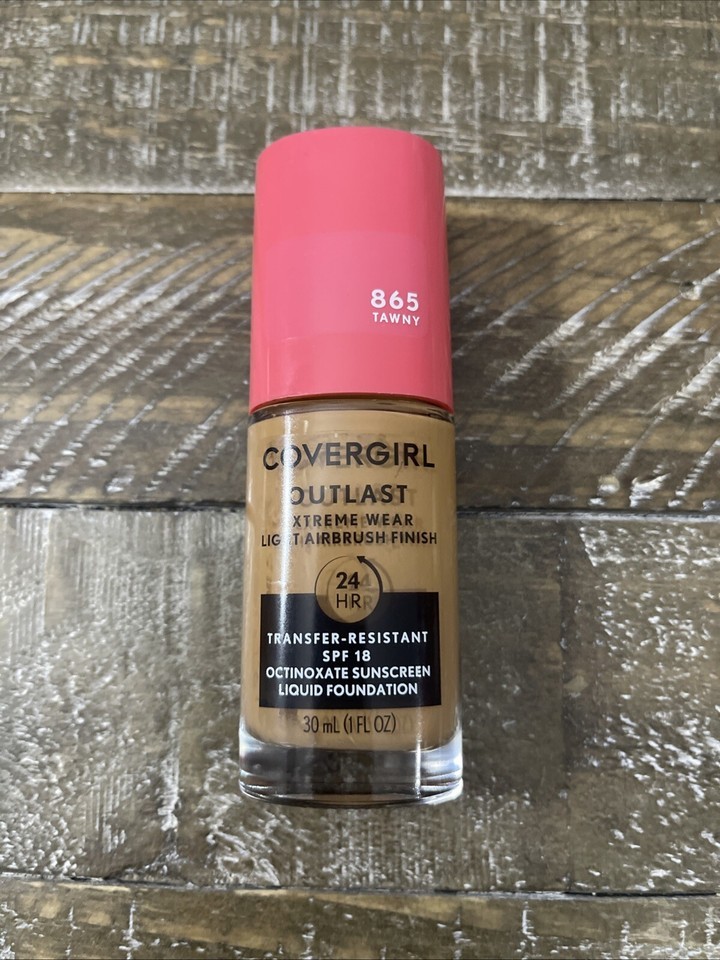 865
TAWNY
COVERGIRL
OUTLAST
EXTREME WEAR
LIGHT AIRBRUSH FINISH
24
HR
TRANSFER-RESISTANT
SPF 18
OCTINOXATE SUNSCREEN
LIQUID FOUNDATION
30 mL (1 FL OZ)